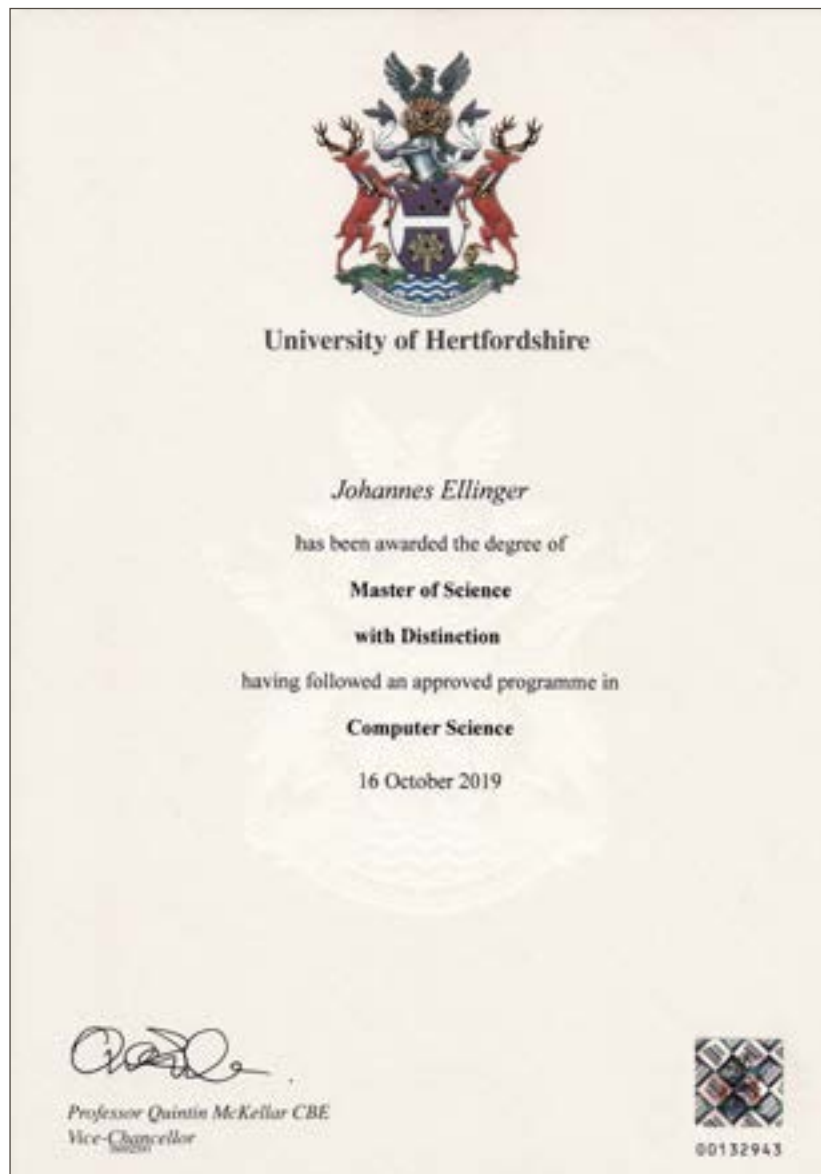 University of Hertfordshire
Johannes Ellinger
has been awarded the degree of
Master of Science
with Distinction
having followed an approved programme in
Computer Science
16 October 2019
Professor Quintin McKellar CBE
Vice-Chancellor
00132943